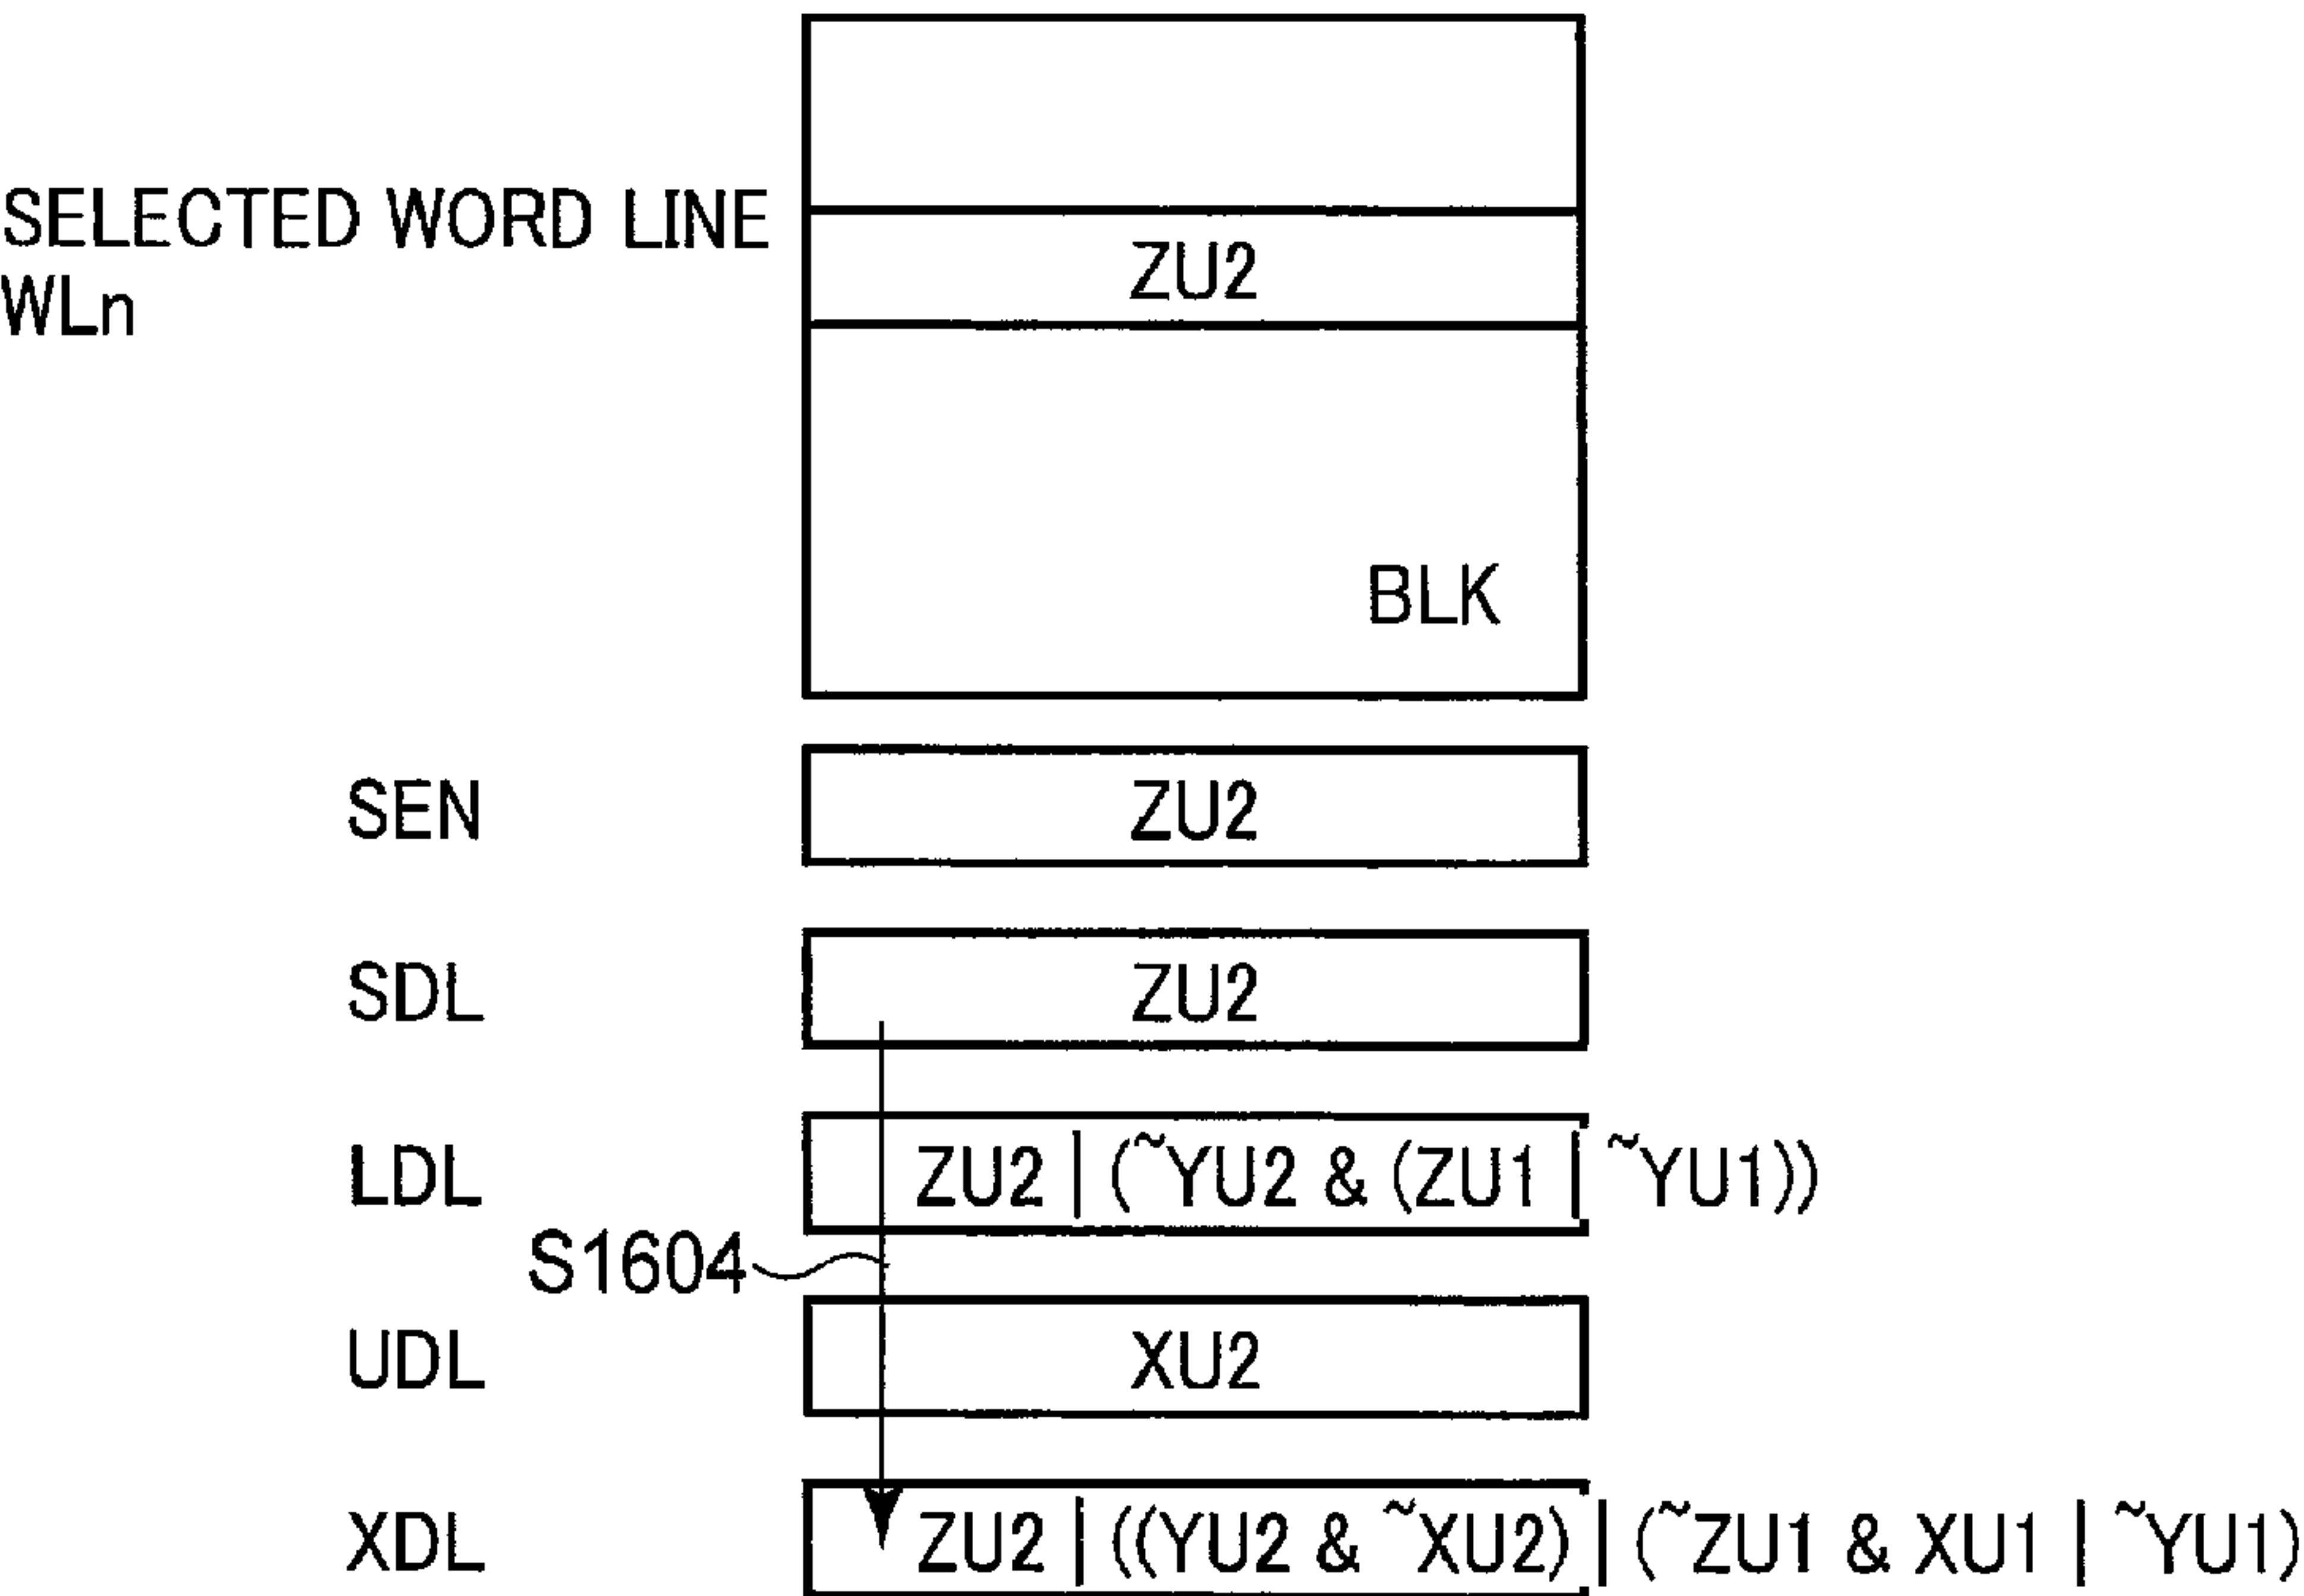 SELECTED WORD LINE
WLn
ZU2
BLK
SEN ZU2
SDL ZU2
LDL ZU2 | (~YU2 & (ZU1 | ~YU1))
S1604
UDL XU2
XDL ZU2 | ((YU2 & ~XU2) | (~ZU1 & XU1 | ~YU1)